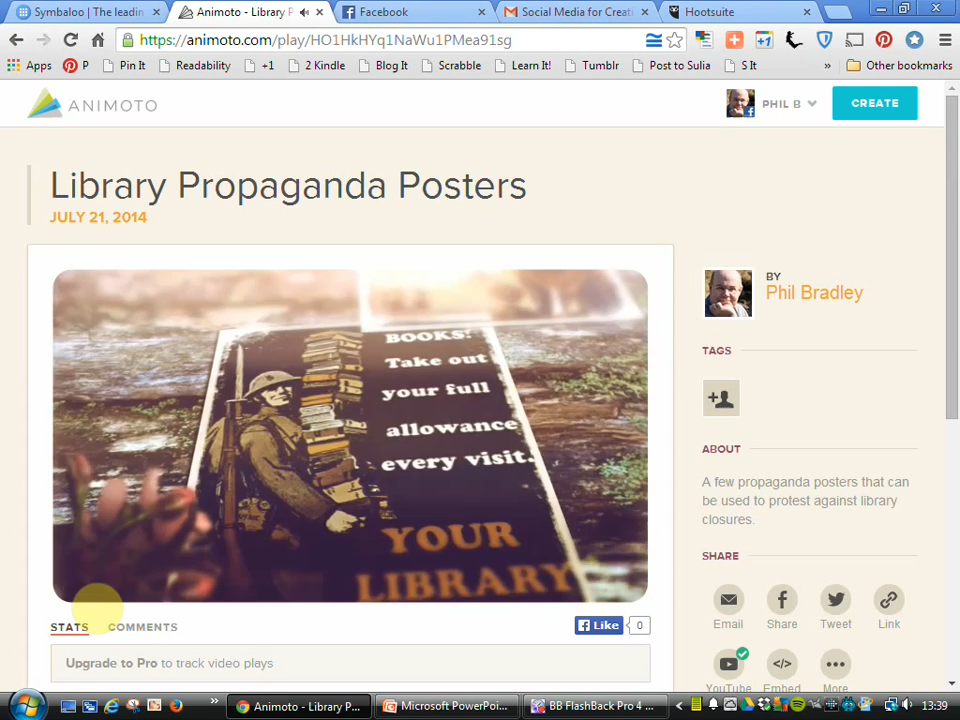 Symbaloo | The leadin
Animoto - Library P
Facebook
Social Media for Creati
Hootsuite
https://animoto.com/play/HO1HkHYq1NaWu1PMea91sg
Apps
P
Pin It
Readability
+1
2 Kindle
Blog It
Scrabble
Learn It!
Tumblr
Post to Sulia
S It
»
Other bookmarks
ANIMOTO
PHIL B
CREATE
Library Propaganda Posters
JULY 21, 2014
BOOKS!
Take out
your full
allowance
every visit.
YOUR
LIBRARY
BY
Phil Bradley
TAGS
ABOUT
A few propaganda posters that can
be used to protest against library
closures.
SHARE
Email
Share
Tweet
Link
YouTube
Embed
More
STATS
COMMENTS
Like
0
Upgrade to Pro to track video plays
Animoto - Library P...
Microsoft PowerPoi...
BB FlashBack Pro 4 ...
13:39